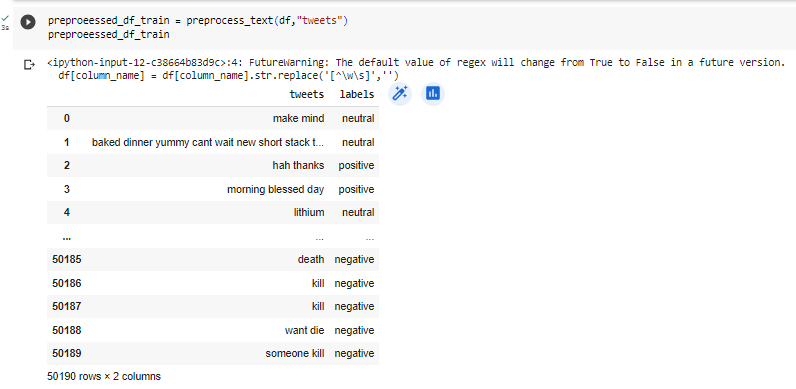 preproeessed_df_train = preprocess_text(df,"tweets")
preproeessed_df_train
3s
<ipython-input-12-c38664b83d9c>:4: FutureWarning: The default value of regex will change from True to False in a future version.
df[column_name] = df[column_name].str.replace('[^\w\s]','')
tweets labels
0 make mind neutral
1 baked dinner yummy cant wait new short stack t... neutral
2 hah thanks positive
3 morning blessed day positive
4 lithium neutral
... ... ...
50185 death negative
50186 kill negative
50187 kill negative
50188 want die negative
50189 someone kill negative
50190 rows × 2 columns